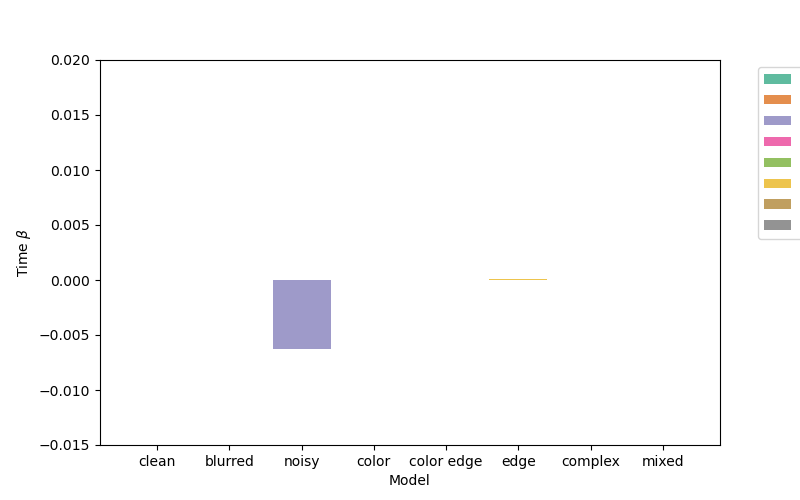 0.020
0.015
0.010
0.005
0.000
−0.005
−0.010
−0.015
Time β
clean blurred noisy color color edge edge complex mixed
Model